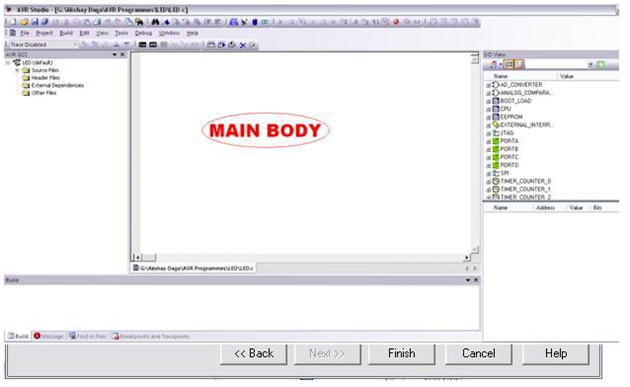 AVR Studio - [G:\Akshay Daga\AVR Programmes\LED\LED.c]
File Project Build Edit View Tools Debug Window Help
Trace Disabled
AVR GCC
LED (default)
Source Files
Header Files
External Dependencies
Other Files
MAIN BODY
G:\Akshay Daga\AVR Programmes\LED\LED.c
I/O View
Name Value
AD_CONVERTER
ANALOG_COMPARA...
BOOT_LOAD
CPU
EEPROM
EXTERNAL_INTERR...
JTAG
PORTA
PORTB
PORTC
PORTD
SPI
TIMER_COUNTER_0
TIMER_COUNTER_1
TIMER_COUNTER_2
Name Address Value Bits
Build
Build Message Find in Files Breakpoints and Tracepoints
<< Back Next >> Finish Cancel Help